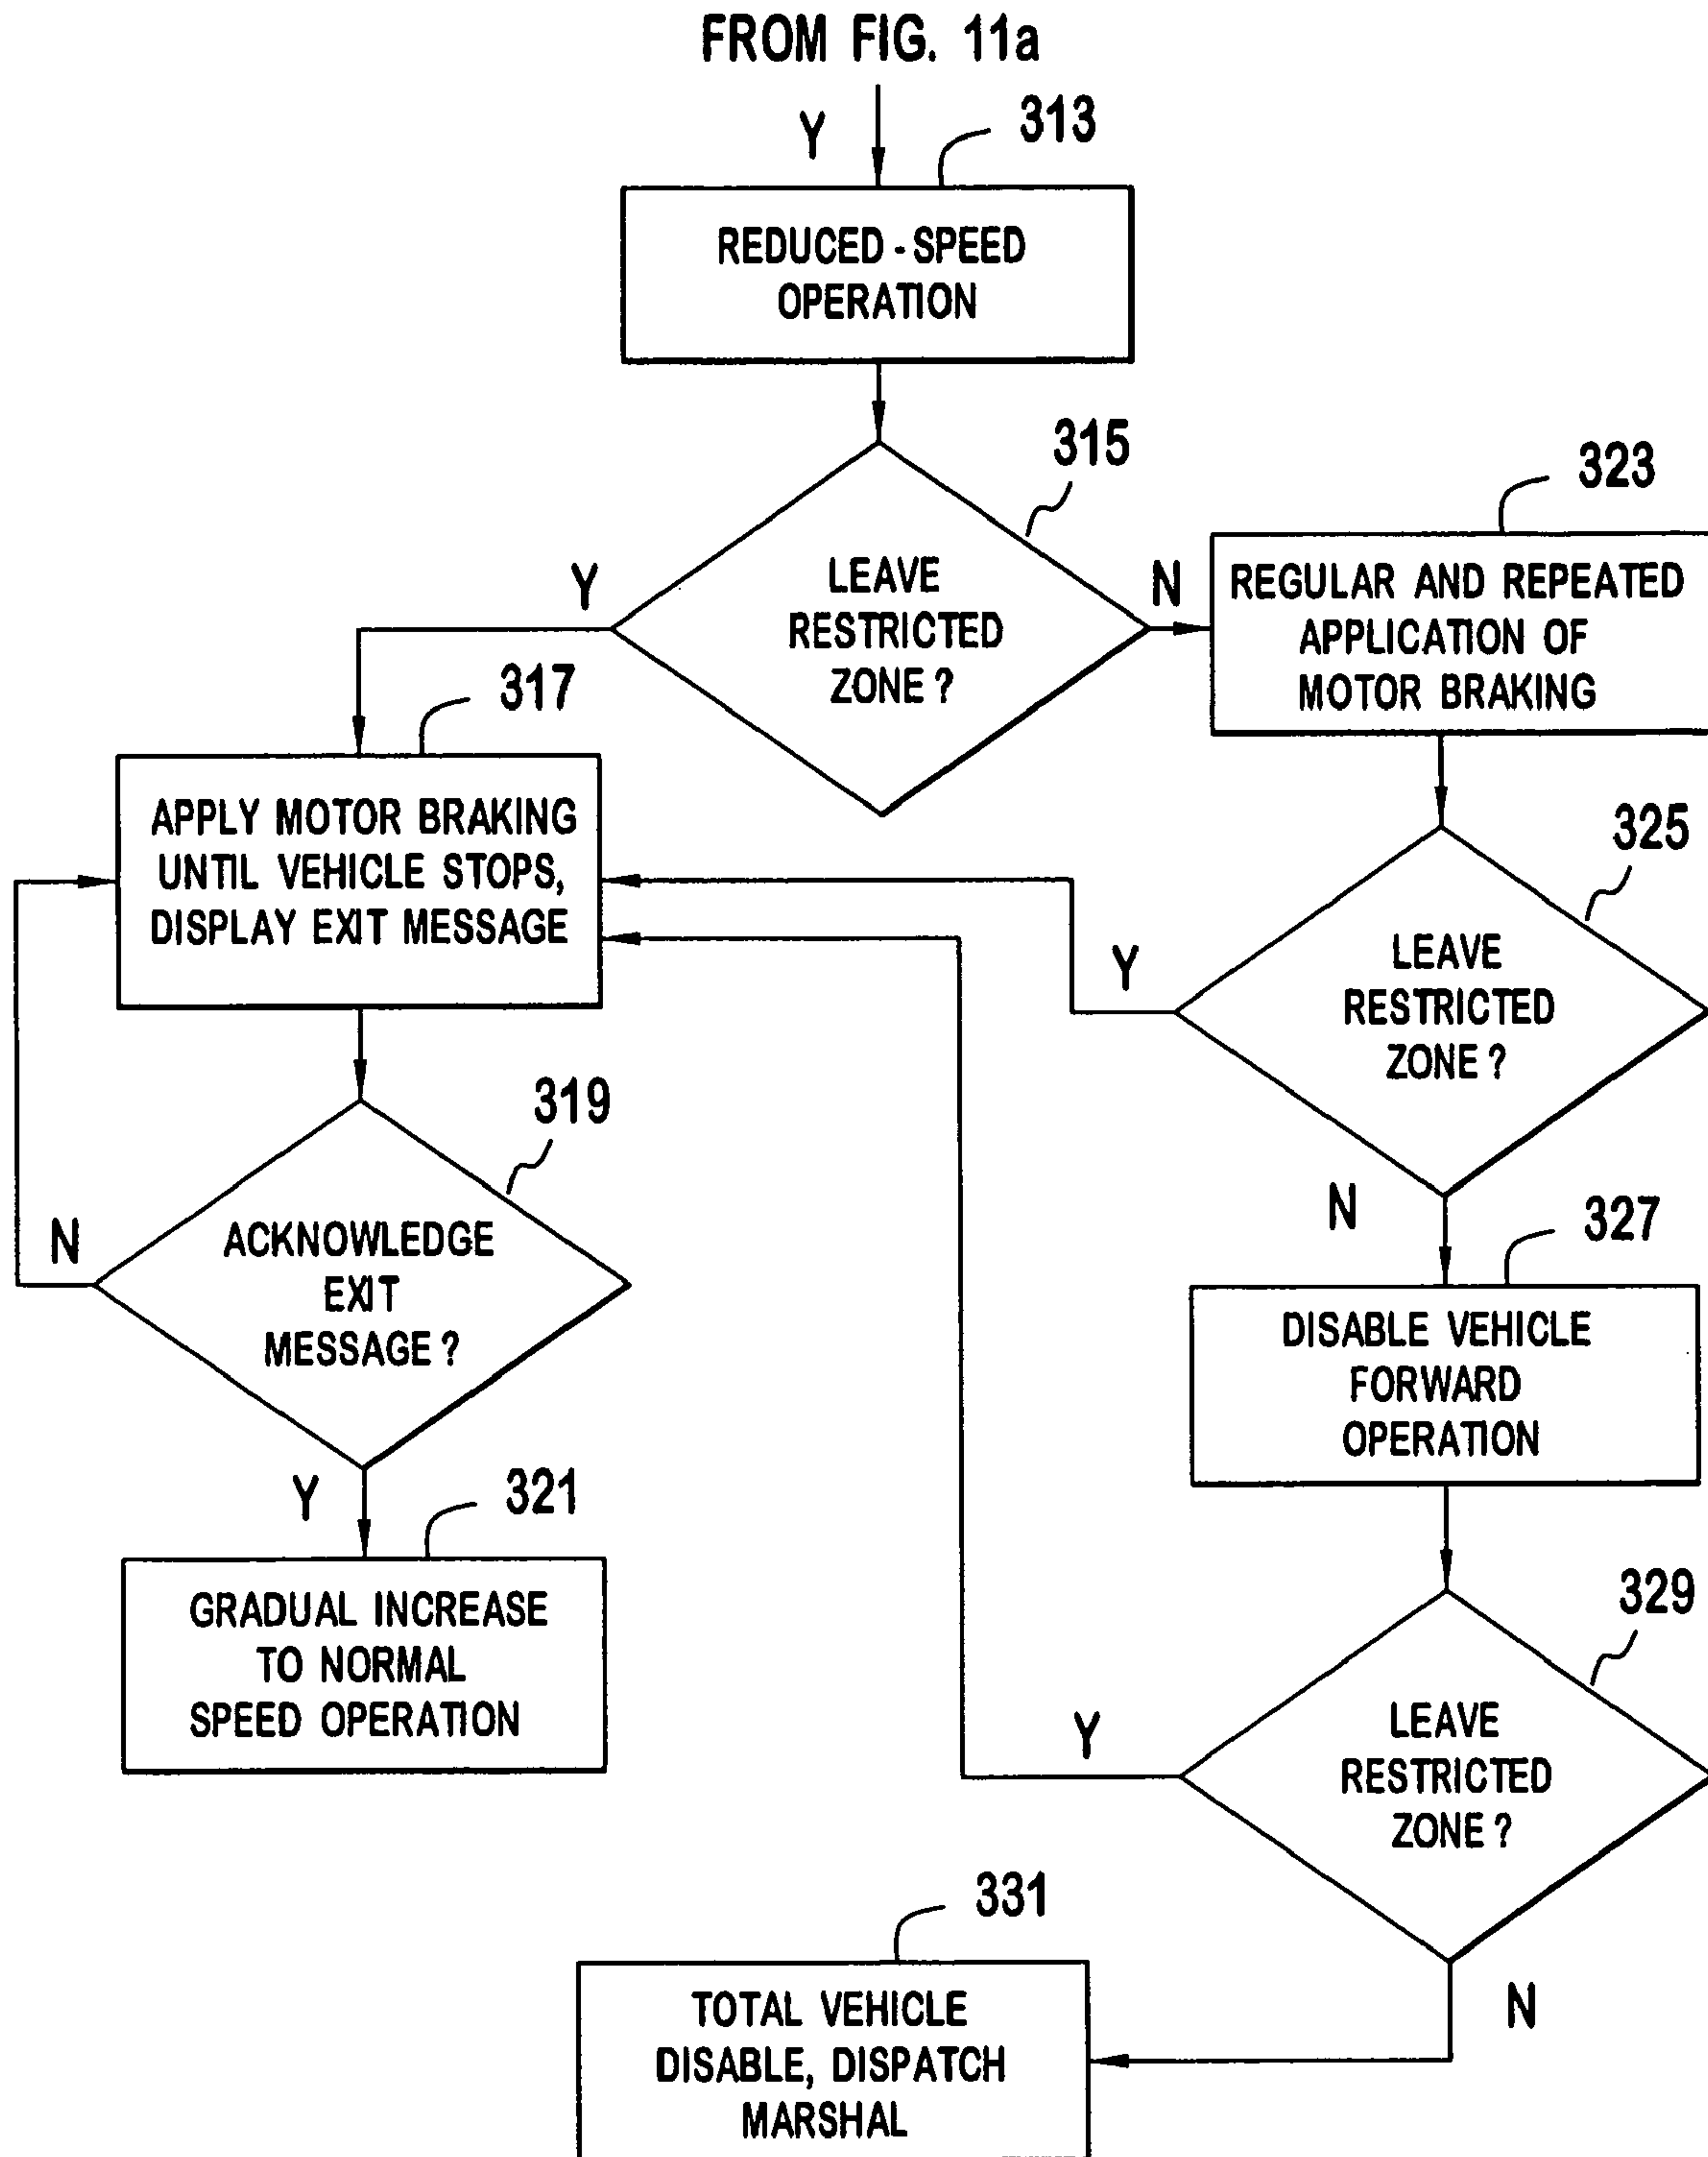 FROM FIG. 11a
Y
313
REDUCED-SPEED
OPERATION
315
LEAVE
RESTRICTED
ZONE?
Y
N
323
REGULAR AND REPEATED
APPLICATION OF
MOTOR BRAKING
317
APPLY MOTOR BRAKING
UNTIL VEHICLE STOPS,
DISPLAY EXIT MESSAGE
325
LEAVE
RESTRICTED
ZONE?
Y
N
319
ACKNOWLEDGE
EXIT
MESSAGE?
N
Y
327
DISABLE VEHICLE
FORWARD
OPERATION
321
GRADUAL INCREASE
TO NORMAL
SPEED OPERATION
329
LEAVE
RESTRICTED
ZONE?
Y
N
331
TOTAL VEHICLE
DISABLE, DISPATCH
MARSHAL